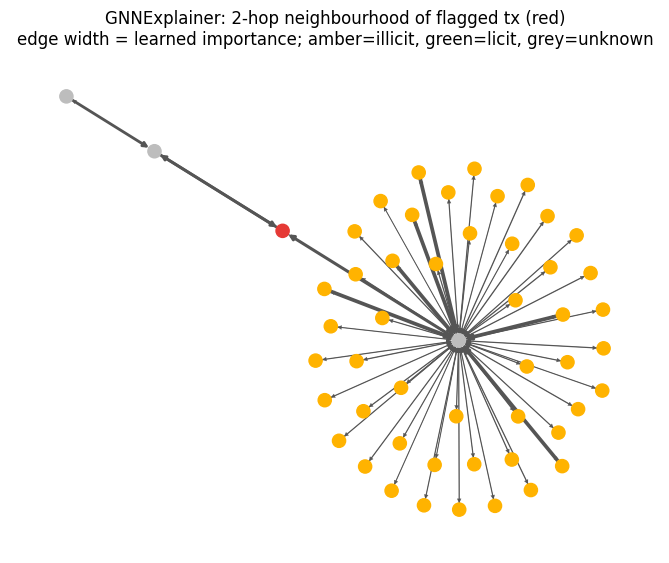 GNNExplainer: 2-hop neighbourhood of flagged tx (red)
edge width = learned importance; amber=illicit, green=licit, grey=unknown